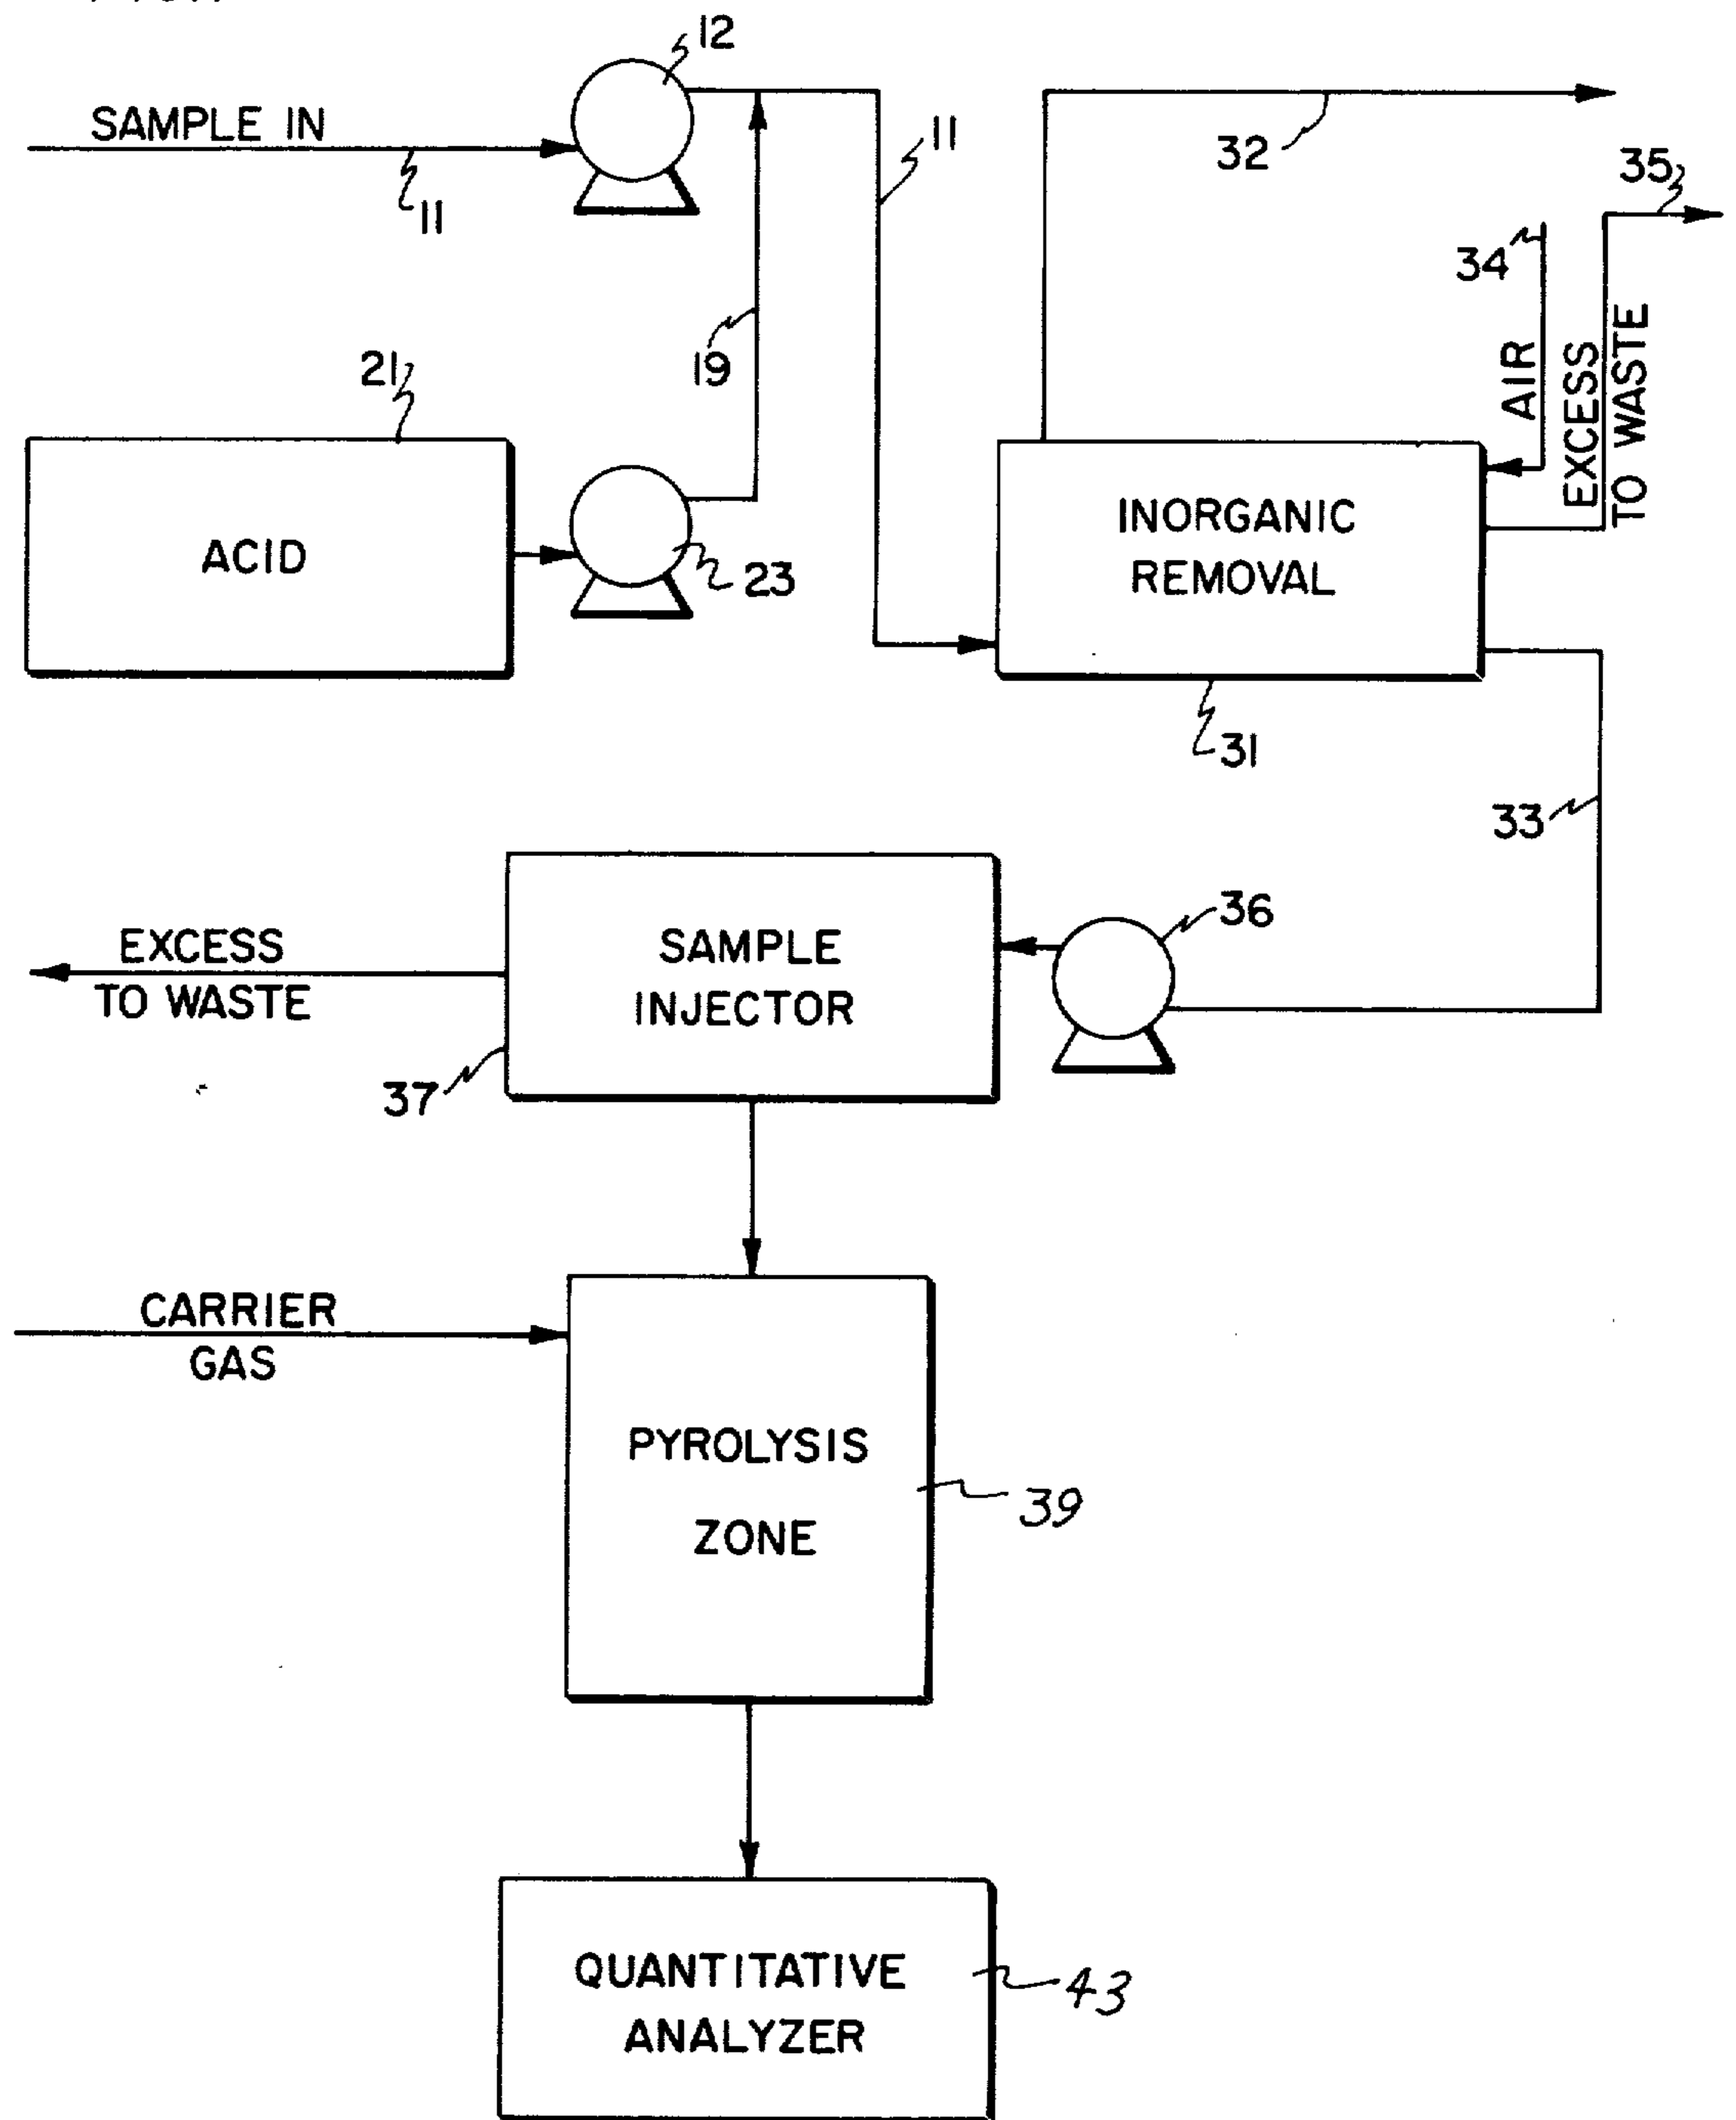 12
SAMPLE IN
11
11
32
35
34
19
21
AIR
EXCESS
TO WASTE
ACID
23
INORGANIC
REMOVAL
31
33
36
SAMPLE
INJECTOR
EXCESS
TO WASTE
37
CARRIER
GAS
PYROLYSIS
ZONE
39
QUANTITATIVE
ANALYZER
43